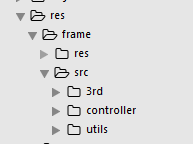 res
frame
res
src
3rd
controller
utils